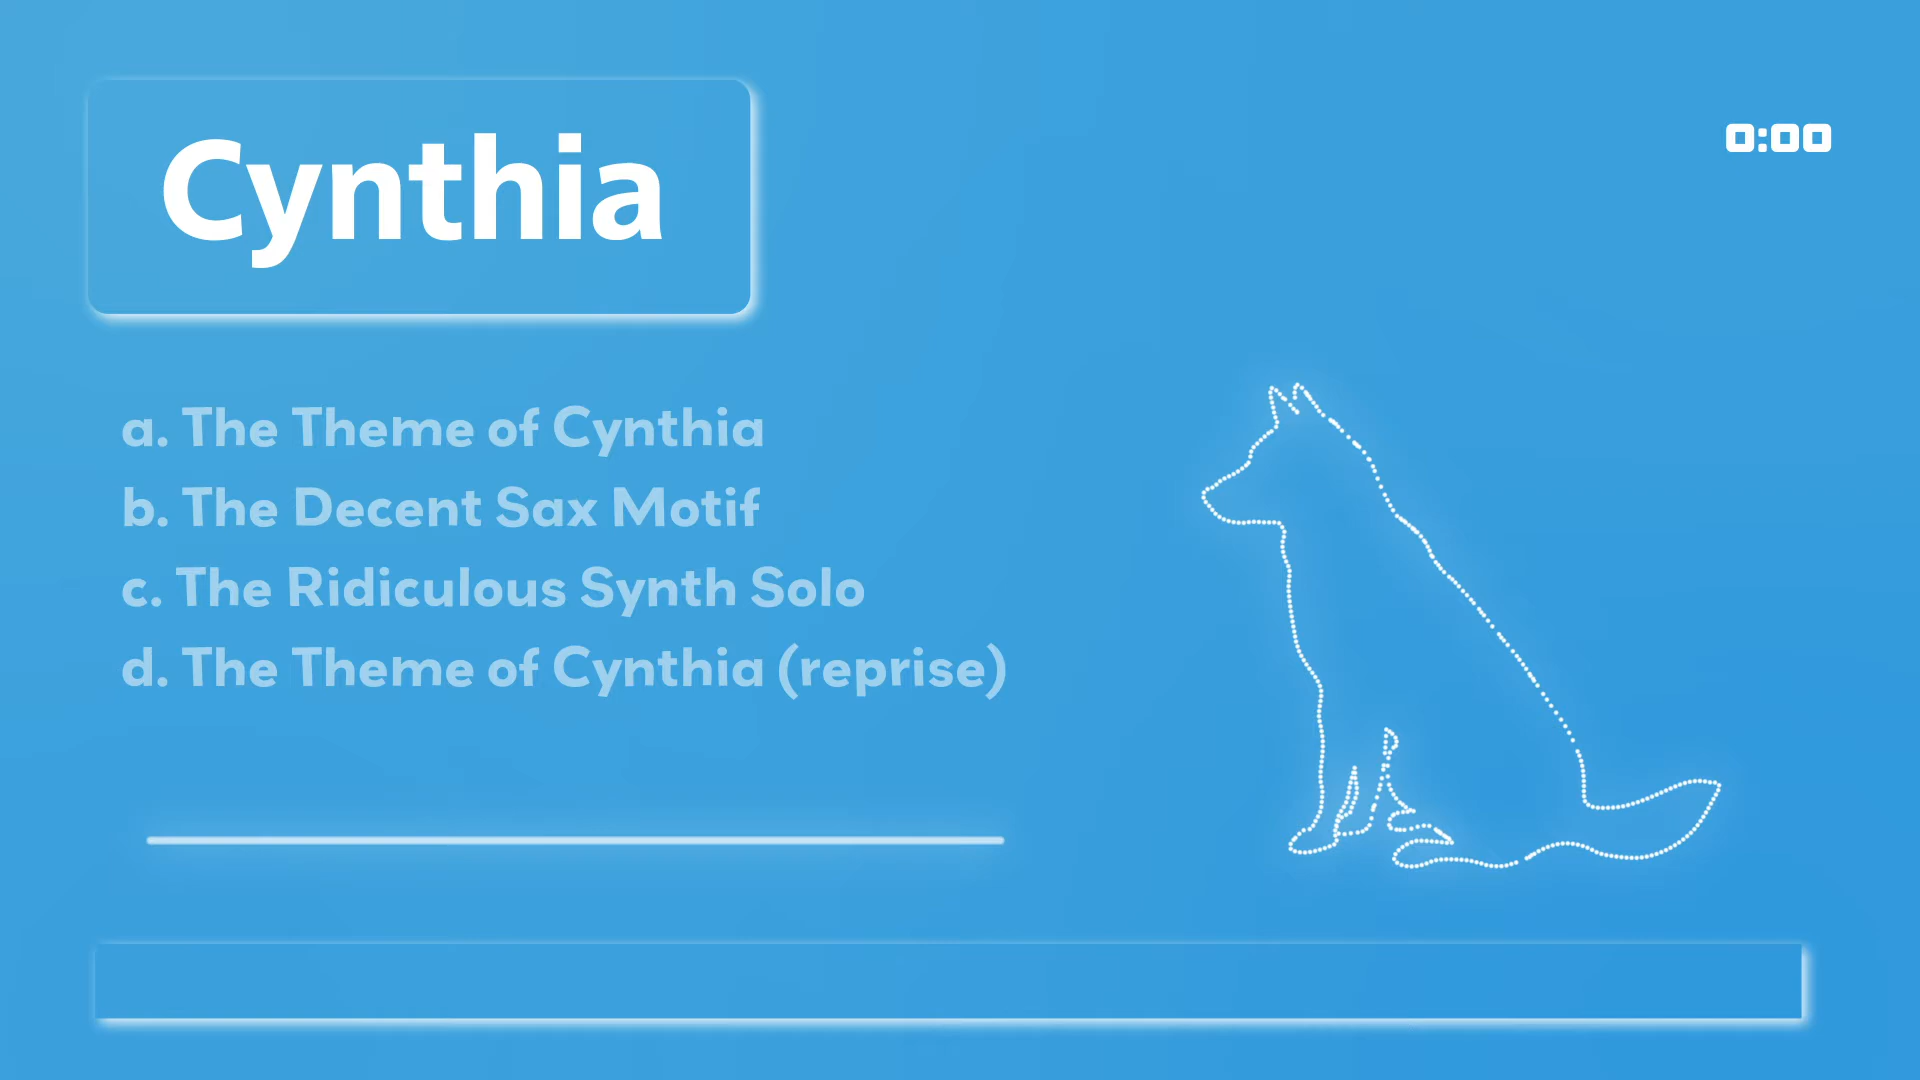 Cynthia
0:00
a. The Theme of Cynthia
b. The Decent Sax Motif
c. The Ridiculous Synth Solo
d. The Theme of Cynthia (reprise)